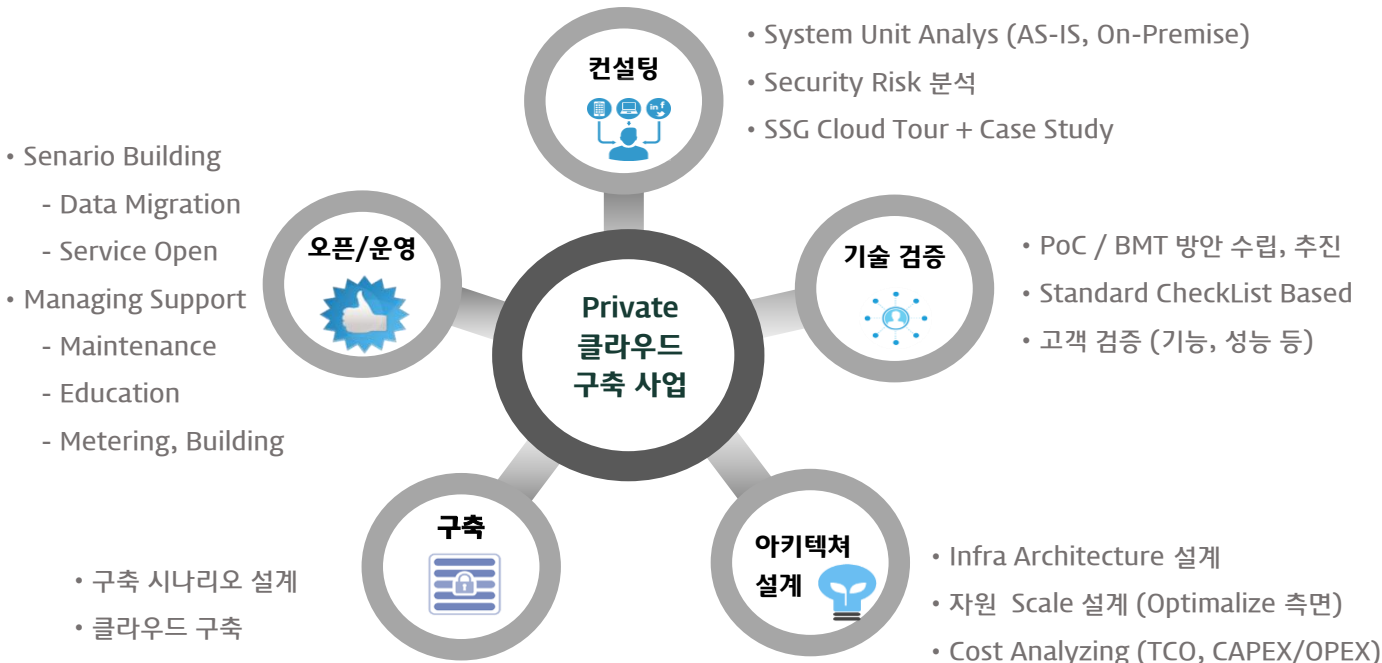 컨설팅
• System Unit Analys (AS-IS, On-Premise)
• Security Risk 분석
• SSG Cloud Tour + Case Study
기술 검증
• PoC / BMT 방안 수립, 추진
• Standard CheckList Based
• 고객 검증 (기능, 성능 등)
아키텍쳐
설계
• Infra Architecture 설계
• 자원 Scale 설계 (Optimalize 측면)
• Cost Analyzing (TCO, CAPEX/OPEX)
구축
• 구축 시나리오 설계
• 클라우드 구축
오픈/운영
• Senario Building
- Data Migration
- Service Open
• Managing Support
- Maintenance
- Education
- Metering, Building
Private
클라우드
구축 사업